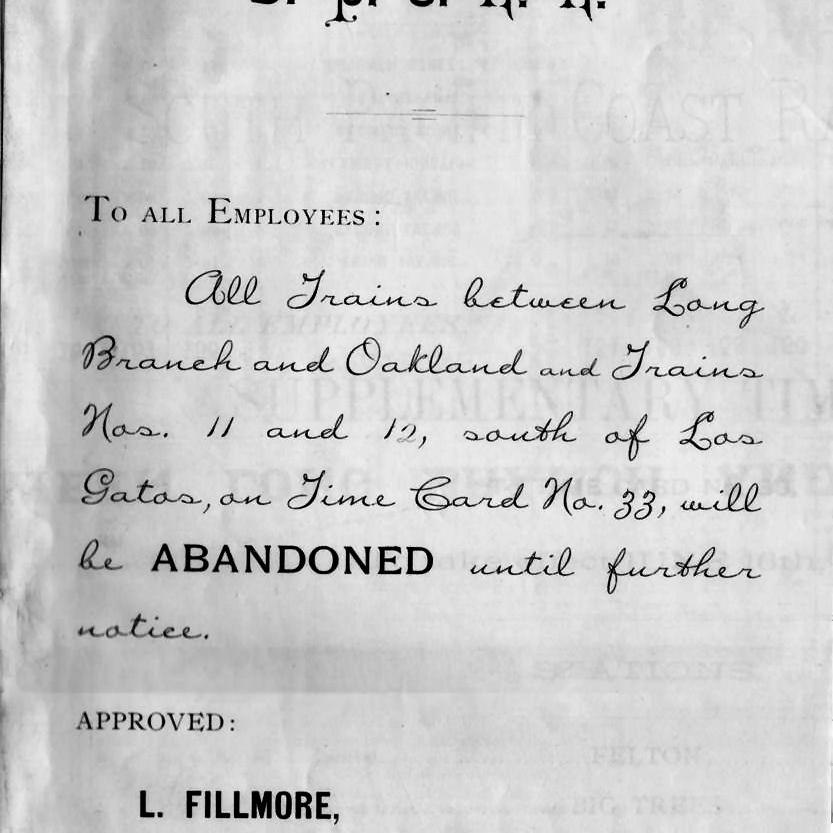 To all Employees:
All Trains between Long
Branch and Oakland and Trains
Nos. 11 and 12, south of Los
Gatos, on Time Card No. 33, will
be ABANDONED until further
notice.
APPROVED:
L. FILLMORE,